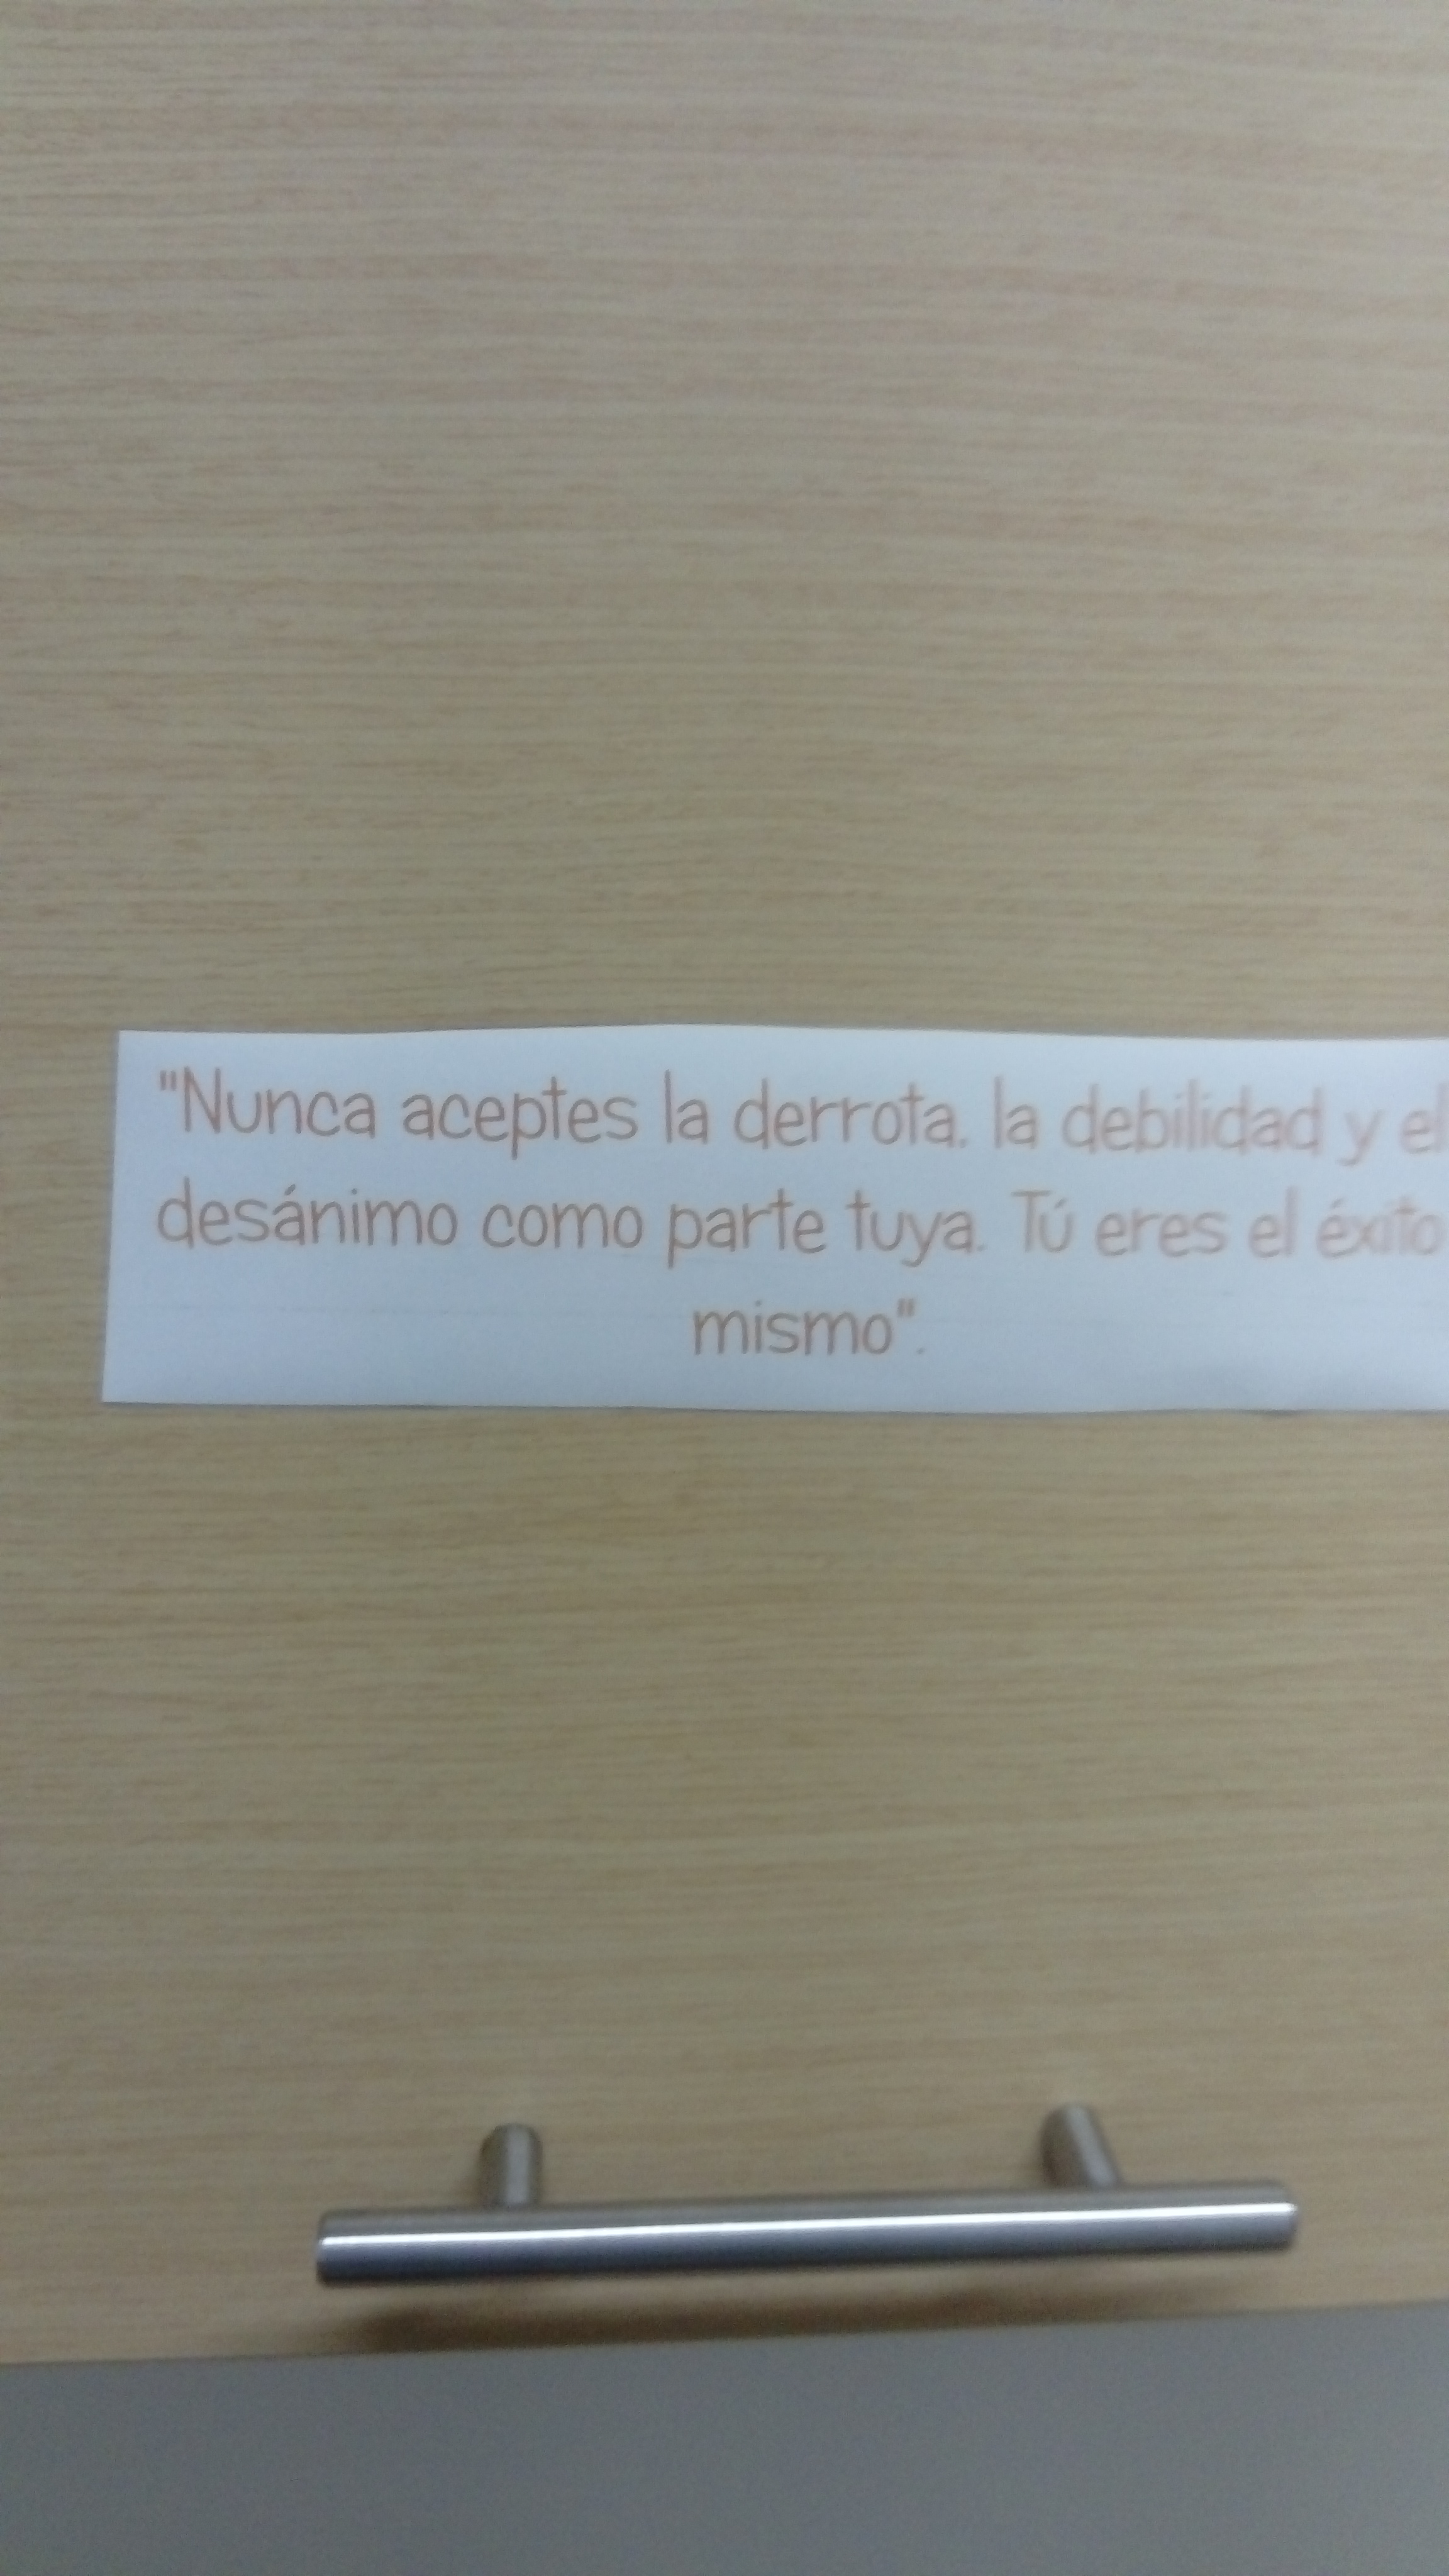 "Nunca aceptes la derrota, la debilidad y el
desánimo como parte tuya. Tú eres el éxito
mismo".